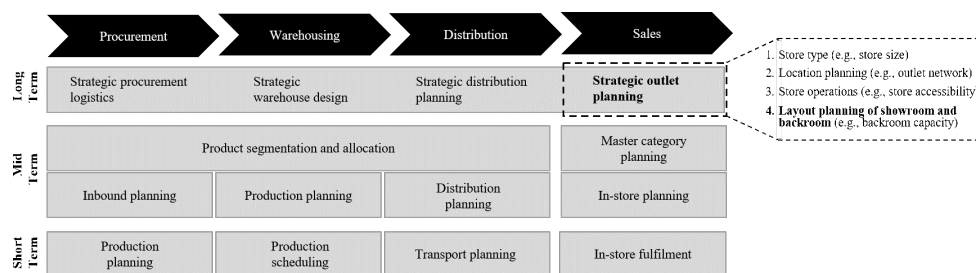 Procurement
Warehousing
Distribution
Sales
Long
Term
Strategic procurement
logistics
Strategic
warehouse design
Strategic distribution
planning
Strategic outlet
planning
1. Store type (e.g., store size)
2. Location planning (e.g., outlet network)
3. Store operations (e.g., store accessibility)
4. Layout planning of showroom and
backroom (e.g., backroom capacity)
Mid
Term
Product segmentation and allocation
Master category
planning
Inbound planning
Production planning
Distribution
planning
In-store planning
Short
Term
Production
planning
Production
scheduling
Transport planning
In-store fulfilment